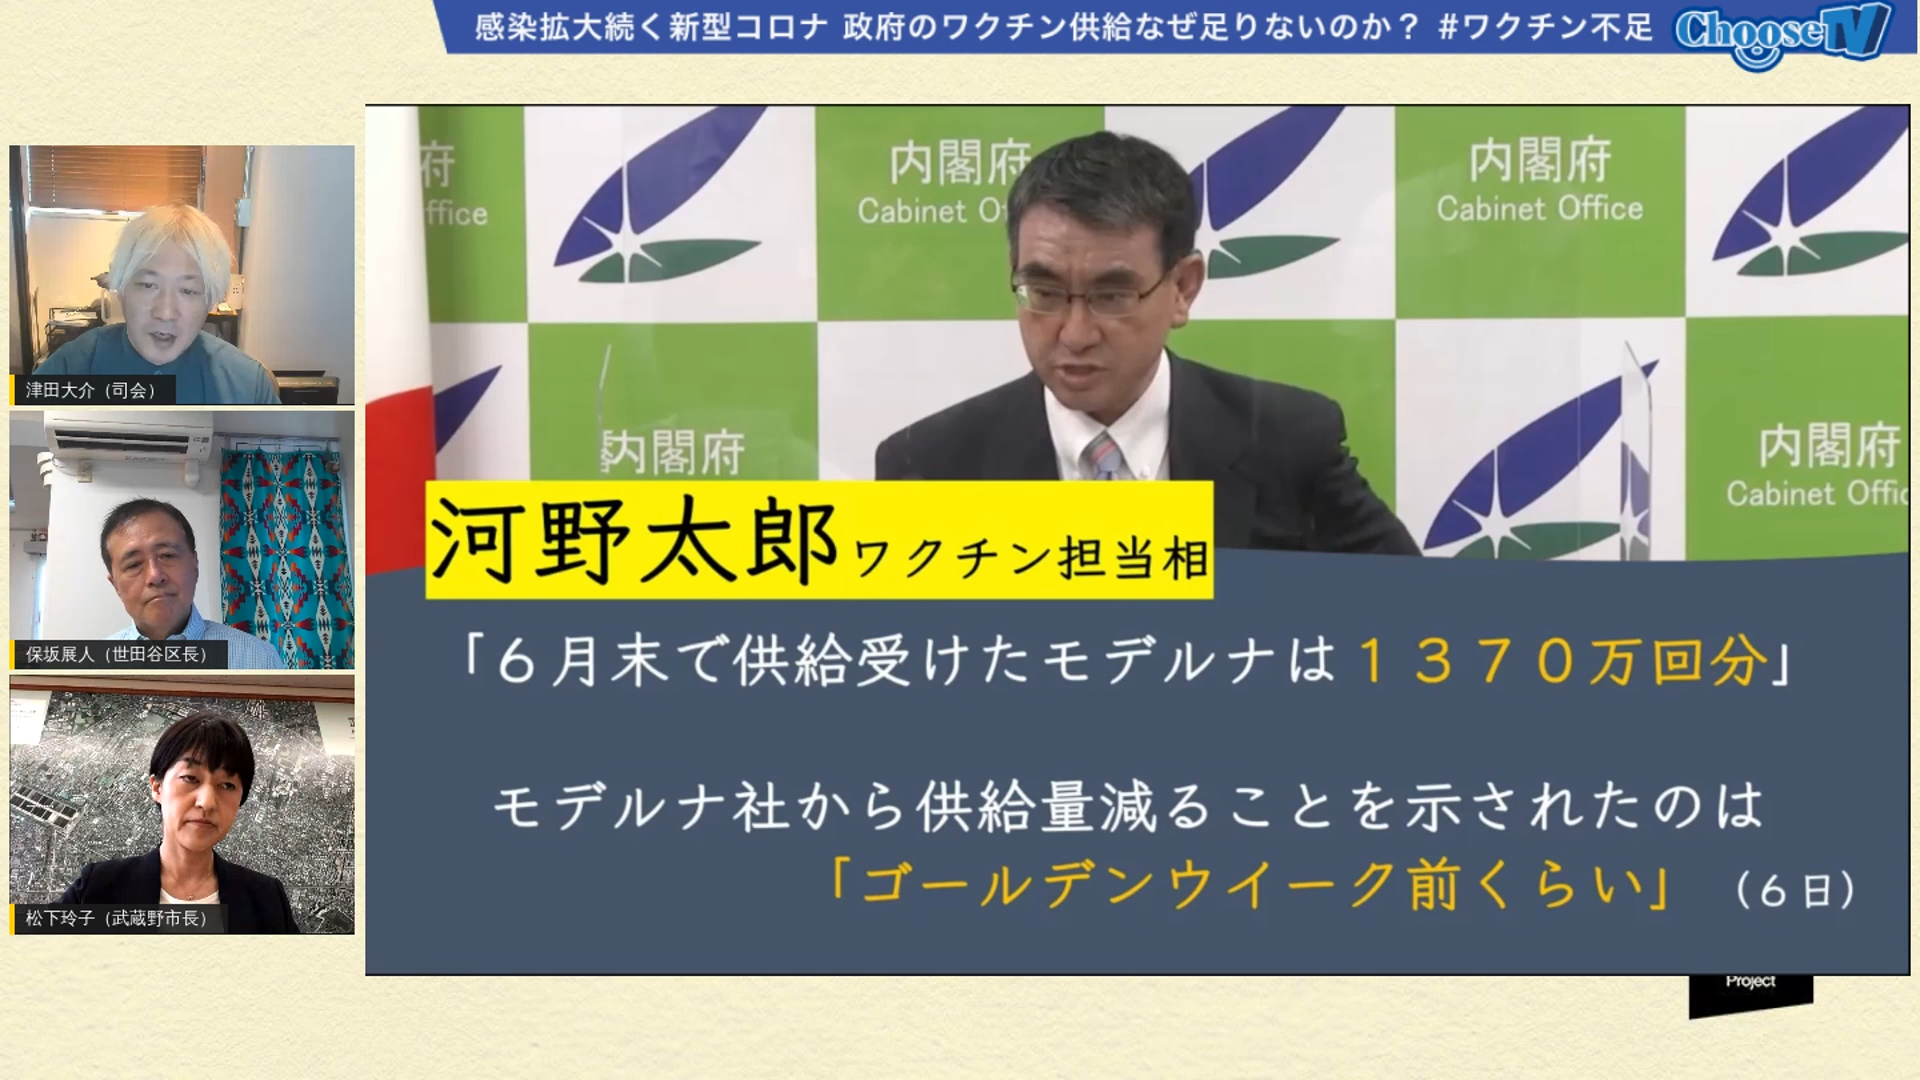 感染拡大続く新型コロナ 政府のワクチン供給なぜ足りないのか？ #ワクチン不足
ChooseTV
府
ffice
内閣府
Cabinet Of
内閣府
Cabinet Office
内閣府
内閣府
Cabinet Offic
津田大介（司会）
保坂展人（世田谷区長）
松下玲子（武蔵野市長）
河野太郎ワクチン担当相
「６月末で供給受けたモデルナは１３７０万回分」
モデルナ社から供給量減ることを示されたのは
「ゴールデンウイーク前くらい」（６日）
Project